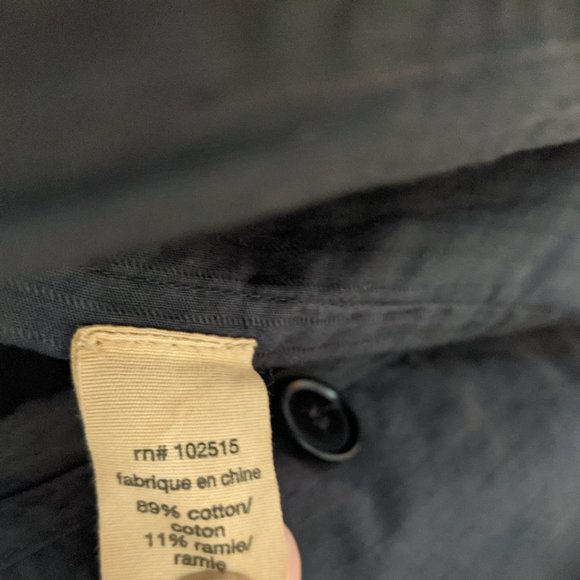 rn# 102515
fabrique en chine
89% cotton/
coton
11% ramie/
ramie